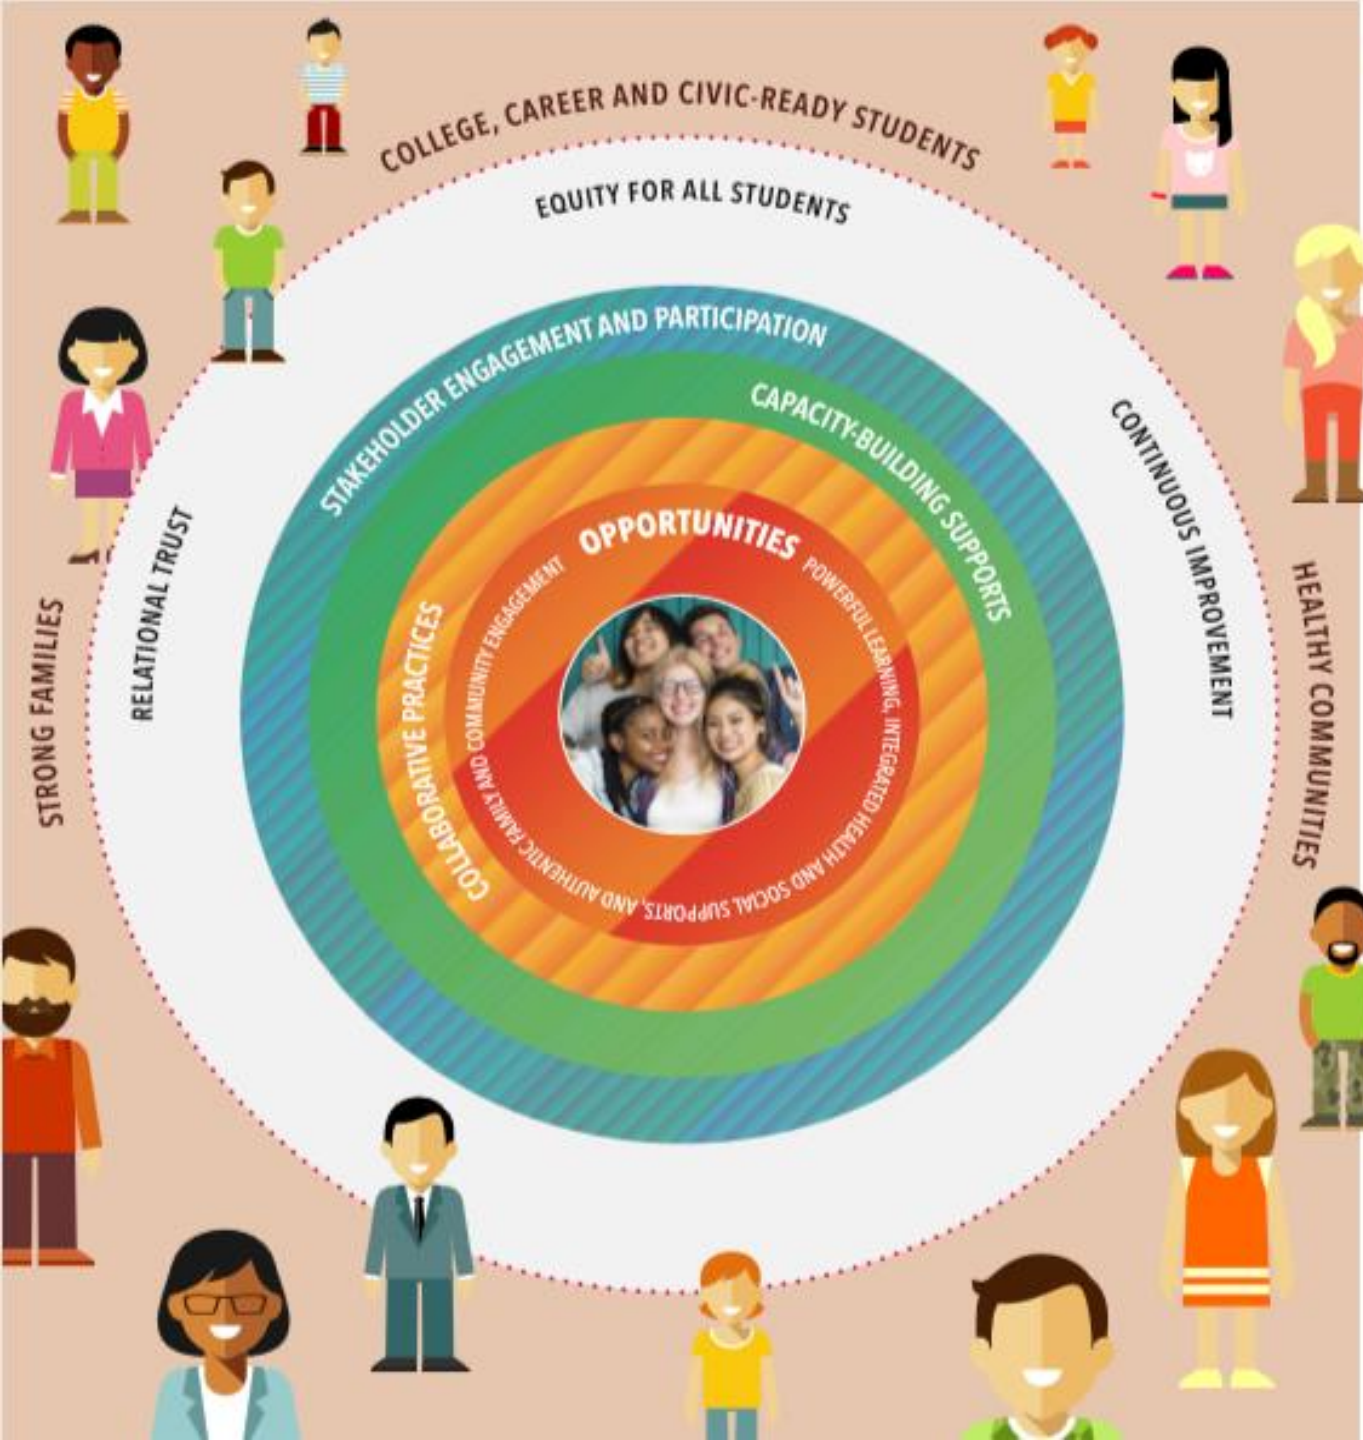 COLLEGE, CAREER AND CIVIC-READY STUDENTS
EQUITY FOR ALL STUDENTS
STAKEHOLDER ENGAGEMENT AND PARTICIPATION
CAPACITY-BUILDING SUPPORTS
CONTINUOUS IMPROVEMENT
OPPORTUNITIES
POWERFUL LEARNING, INTEGRATED HEALTH AND SOCIAL SUPPORTS, AND AUTHENTIC FAMILY AND COMMUNITY ENGAGEMENT
COLLABORATIVE PRACTICES
RELATIONAL TRUST
STRONG FAMILIES
HEALTHY COMMUNITIES